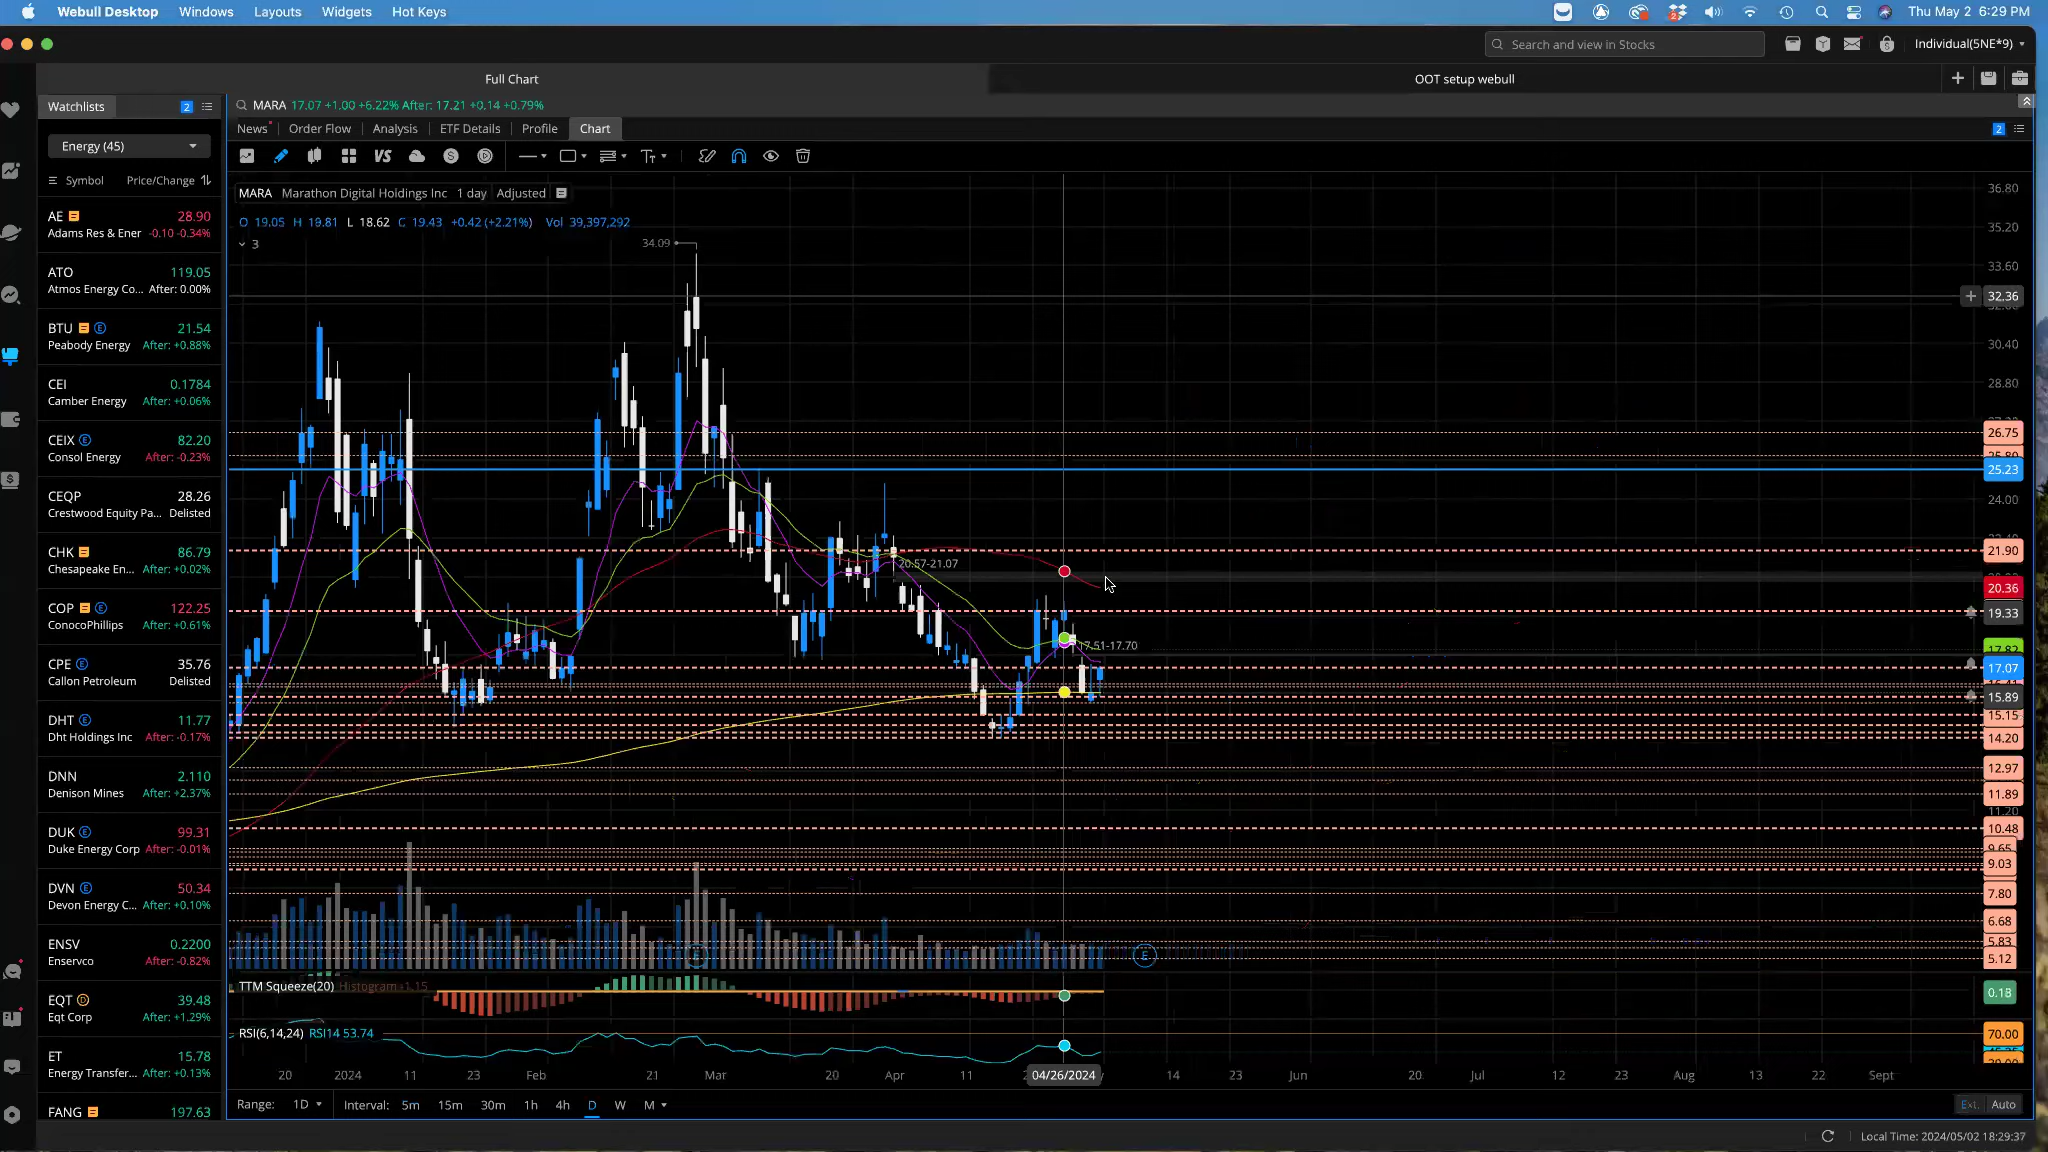 Webull Desktop Windows Layouts Widgets Hot Keys
2
Thu May 2 6:29 PM
Search and view in Stocks
Individual(5NE*9)
Full Chart
OOT setup webull
Watchlists 2
MARA 17.07 +1.00 +6.22% After: 17.21 +0.14 +0.79%
News Order Flow Analysis ETF Details Profile Chart
2
Energy (45)
VS
Symbol Price/Change
AE 28.90
Adams Res & Ener -0.10 -0.34%
ATO 119.05
Atmos Energy Co... After: 0.00%
BTU E 21.54
Peabody Energy After: +0.88%
CEI 0.1784
Camber Energy After: +0.06%
CEIX E 82.20
Consol Energy After: -0.23%
CEQP 28.26
Crestwood Equity Pa... Delisted
CHK 86.79
Chesapeake En... After: +0.02%
COP E 122.25
ConocoPhillips After: +0.61%
CPE E 35.76
Callon Petroleum Delisted
DHT E 11.77
Dht Holdings Inc After: -0.17%
DNN 2.110
Denison Mines After: +2.37%
DUK E 99.31
Duke Energy Corp After: -0.01%
DVN E 50.34
Devon Energy C... After: +0.10%
ENSV 0.2200
Enservco After: -0.82%
EQT D 39.48
Eqt Corp After: +1.29%
ET 15.78
Energy Transfer... After: +0.13%
FANG 197.63
MARA Marathon Digital Holdings Inc 1 day Adjusted
O 19.05 H 19.81 L 18.62 C 19.43 +0.42 (+2.21%) Vol 39,397,292
3
34.09
20.57-21.07
17.51-17.70
36.80
35.20
33.60
32.36
30.40
28.80
26.75
25.23
24.00
21.90
20.36
19.33
17.07
15.89
15.15
14.20
12.97
11.89
10.48
9.03
7.80
6.68
5.83
5.12
E
E
TTM Squeeze(20) Histogram -1.15
0.18
RSI(6,14,24) RSI14 53.74
70.00
20 2024 11 23 Feb 21 Mar 20 Apr 11 04/26/2024 14 23 Jun 20 Jul 12 23 Aug 13 22 Sept
Range: 1D Interval: 5m 15m 30m 1h 4h D W M
Ext. Auto
Local Time: 2024/05/02 18:29:37